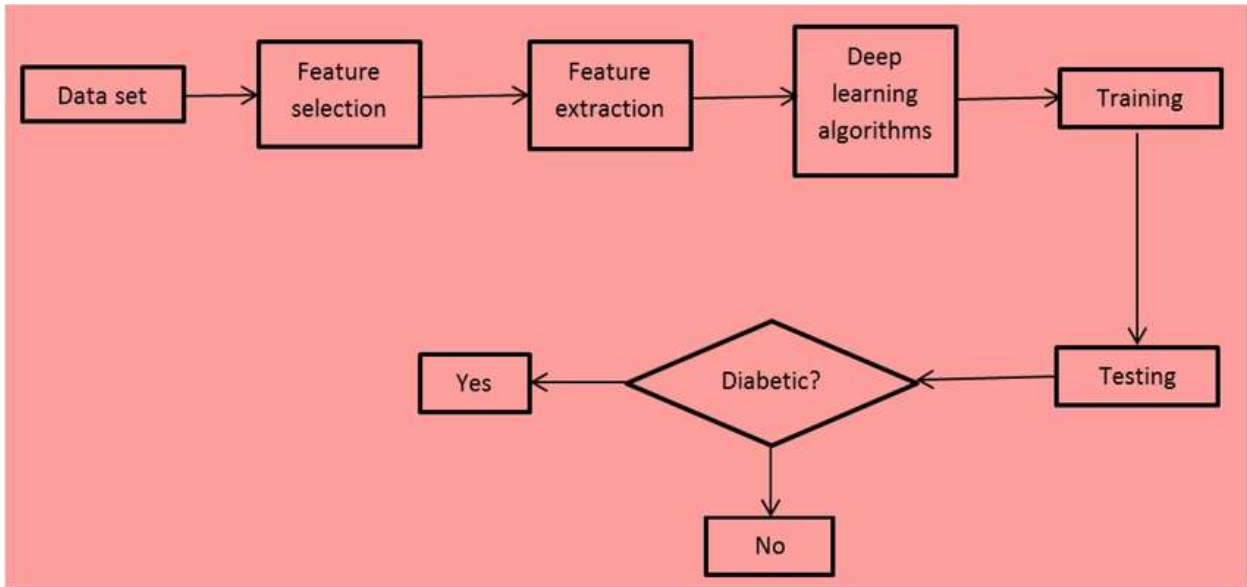 Data set
Feature
selection
Feature
extraction
Deep
learning
algorithms
Training
Testing
Diabetic?
Yes
No